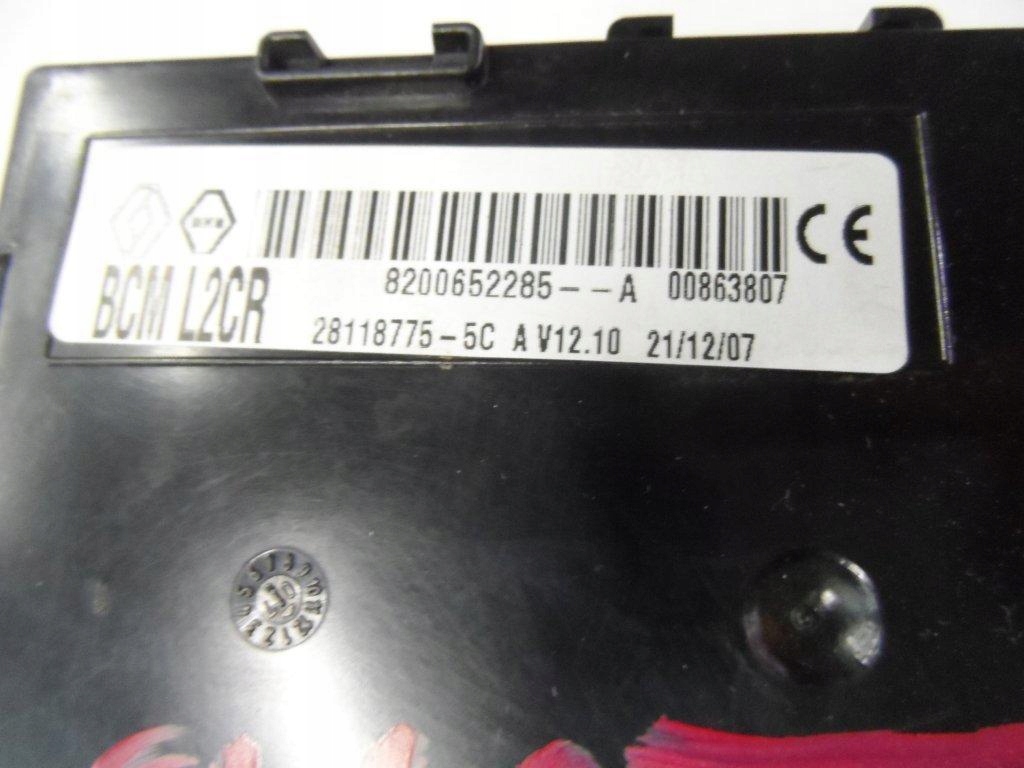 8200652285--A 00863807
BCM L2CR
28118775-5C A V12.10 21/12/07
CE